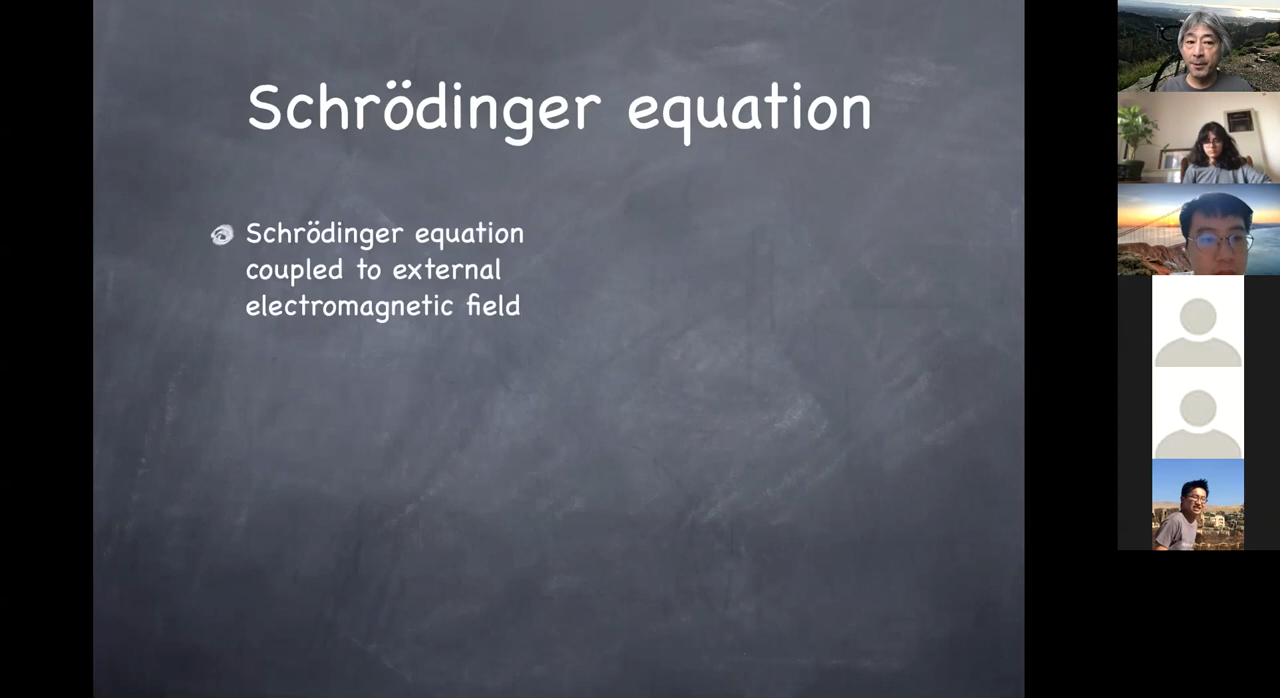 Schrödinger equation
Schrödinger equation
coupled to external
electromagnetic field